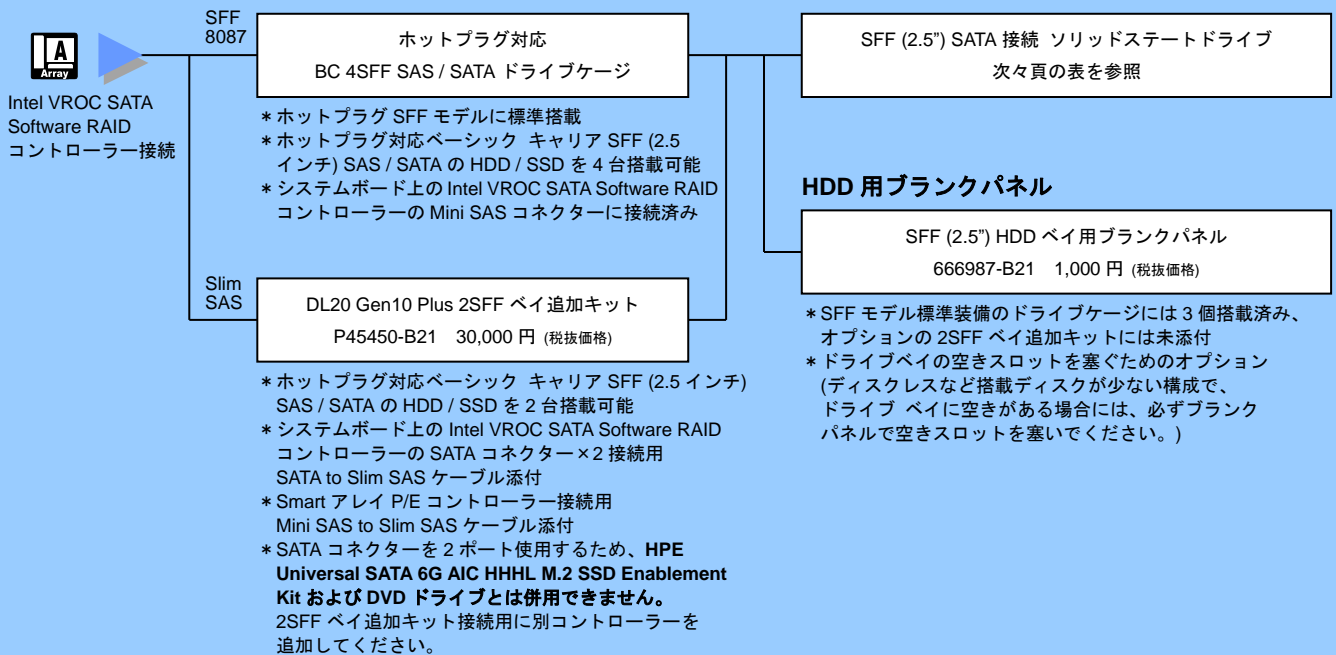 A
Array
Intel VROC SATA
Software RAID
コントローラー接続
SFF
8087
ホットプラグ対応
BC 4SFF SAS / SATA ドライブケージ
＊ホットプラグ SFF モデルに標準搭載
＊ホットプラグ対応ベーシック キャリア SFF (2.5
インチ) SAS / SATA の HDD / SSD を 4 台搭載可能
＊システムボード上の Intel VROC SATA Software RAID
コントローラーの Mini SAS コネクターに接続済み
Slim
SAS
DL20 Gen10 Plus 2SFF ベイ追加キット
P45450-B21 30,000 円 (税抜価格)
＊ホットプラグ対応ベーシック キャリア SFF (2.5 インチ)
SAS / SATA の HDD / SSD を 2 台搭載可能
＊システムボード上の Intel VROC SATA Software RAID
コントローラーの SATA コネクター×2 接続用
SATA to Slim SAS ケーブル添付
＊Smart アレイ P/E コントローラー接続用
Mini SAS to Slim SAS ケーブル添付
＊SATA コネクターを 2 ポート使用するため、HPE
Universal SATA 6G AIC HHHL M.2 SSD Enablement
Kit および DVD ドライブとは併用できません。
2SFF ベイ追加キット接続用に別コントローラーを
追加してください。
SFF (2.5”) SATA 接続 ソリッドステートドライブ
次々頁の表を参照
HDD 用ブランクパネル
SFF (2.5”) HDD ベイ用ブランクパネル
666987-B21 1,000 円 (税抜価格)
＊SFF モデル標準装備のドライブケージには 3 個搭載済み、
オプションの 2SFF ベイ追加キットには未添付
＊ドライブベイの空きスロットを塞ぐためのオプション
(ディスクレスなど搭載ディスクが少ない構成で、
ドライブ ベイに空きがある場合には、必ずブランク
パネルで空きスロットを塞いでください。)